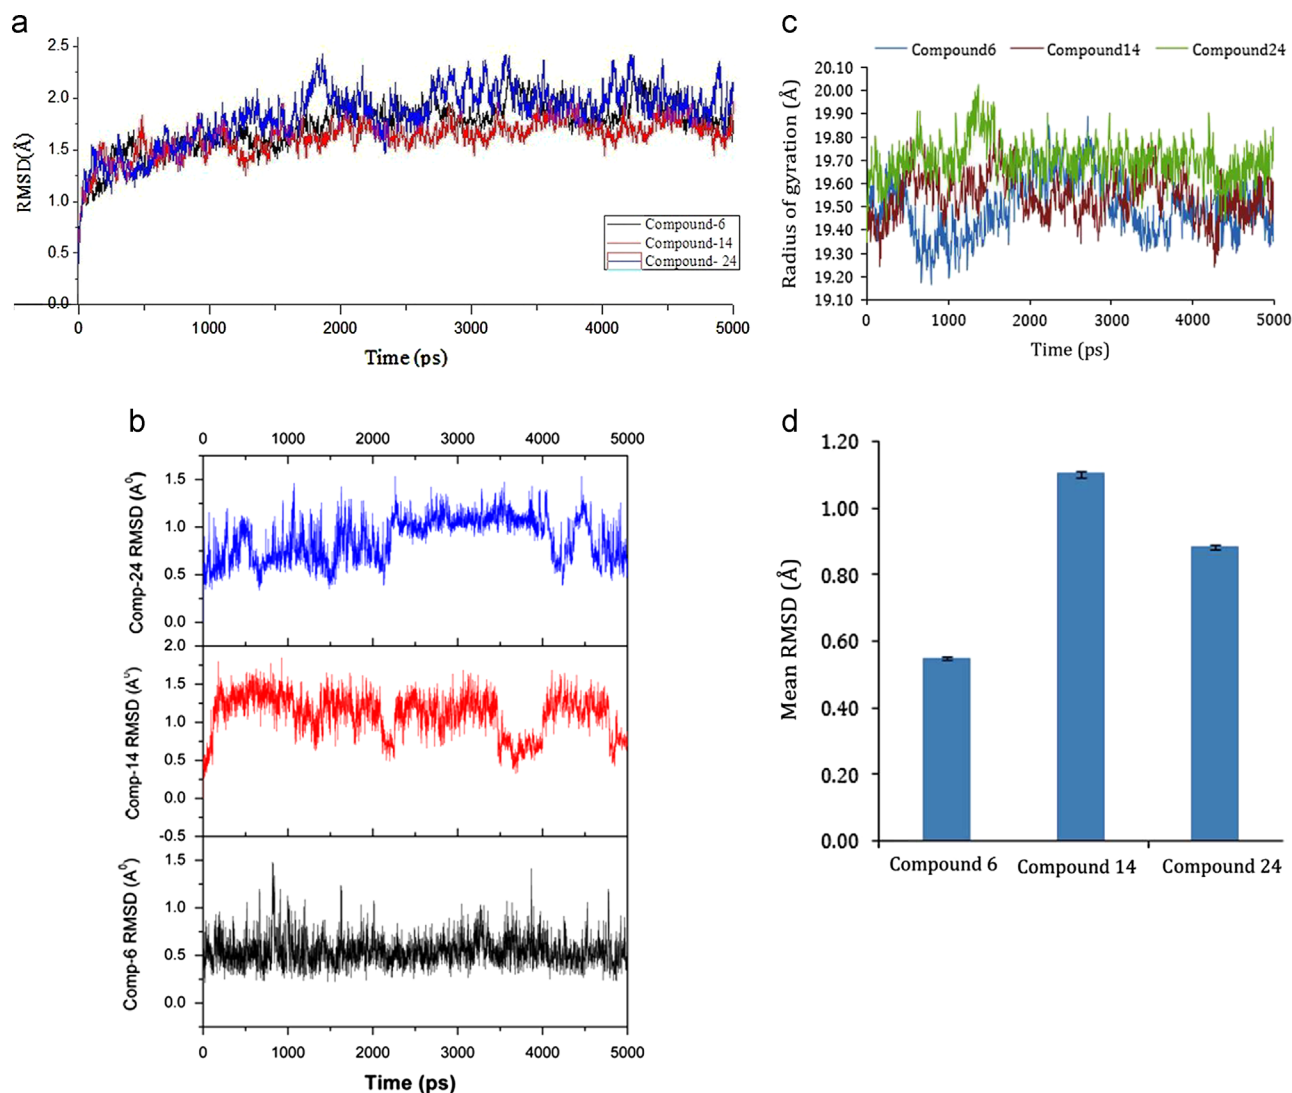 a
RMSD(Å)
2.5
2.0
1.5
1.0
0.5
0.0
Compound-6
Compound-14
Compound- 24
0 1000 2000 3000 4000 5000
Time (ps)
c
Compound6 Compound14 Compound24
Radius of gyration (Å)
20.10
20.00
19.90
19.80
19.70
19.60
19.50
19.40
19.30
19.20
19.10
0 1000 2000 3000 4000 5000
Time (ps)
b
0 1000 2000 3000 4000 5000
Comp-24 RMSD (A⁰)
1.5
1.0
0.5
0.0
Comp-14 RMSD (A⁰)
2.0
1.5
1.0
0.5
0.0
-0.5
Comp-6 RMSD (A⁰)
1.5
1.0
0.5
0.0
0 1000 2000 3000 4000 5000
Time (ps)
d
Mean RMSD (Å)
1.20
1.00
0.80
0.60
0.40
0.20
0.00
Compound 6 Compound 14 Compound 24